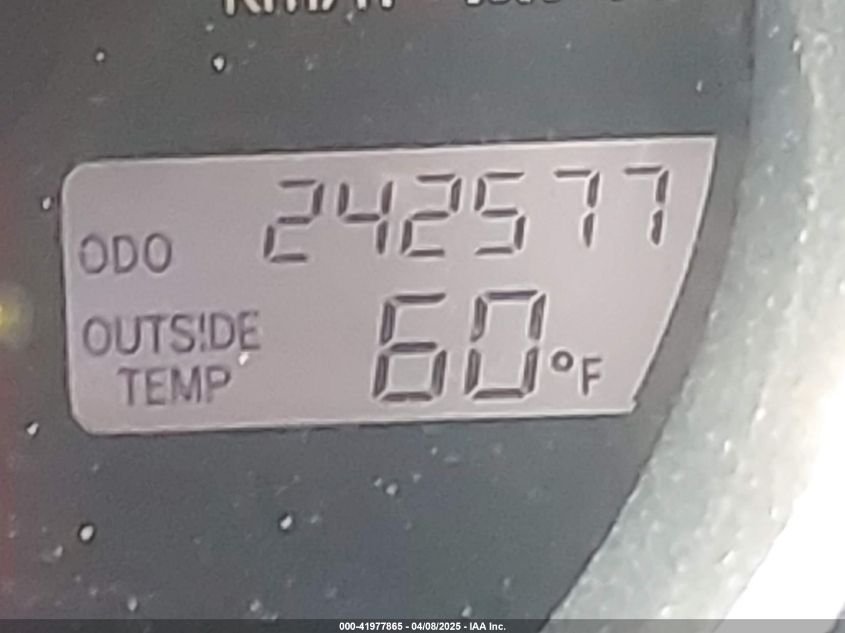 242577
ODO
OUTSIDE
TEMP
60°F
000-41977865 - 04/08/2025 - IAA Inc.